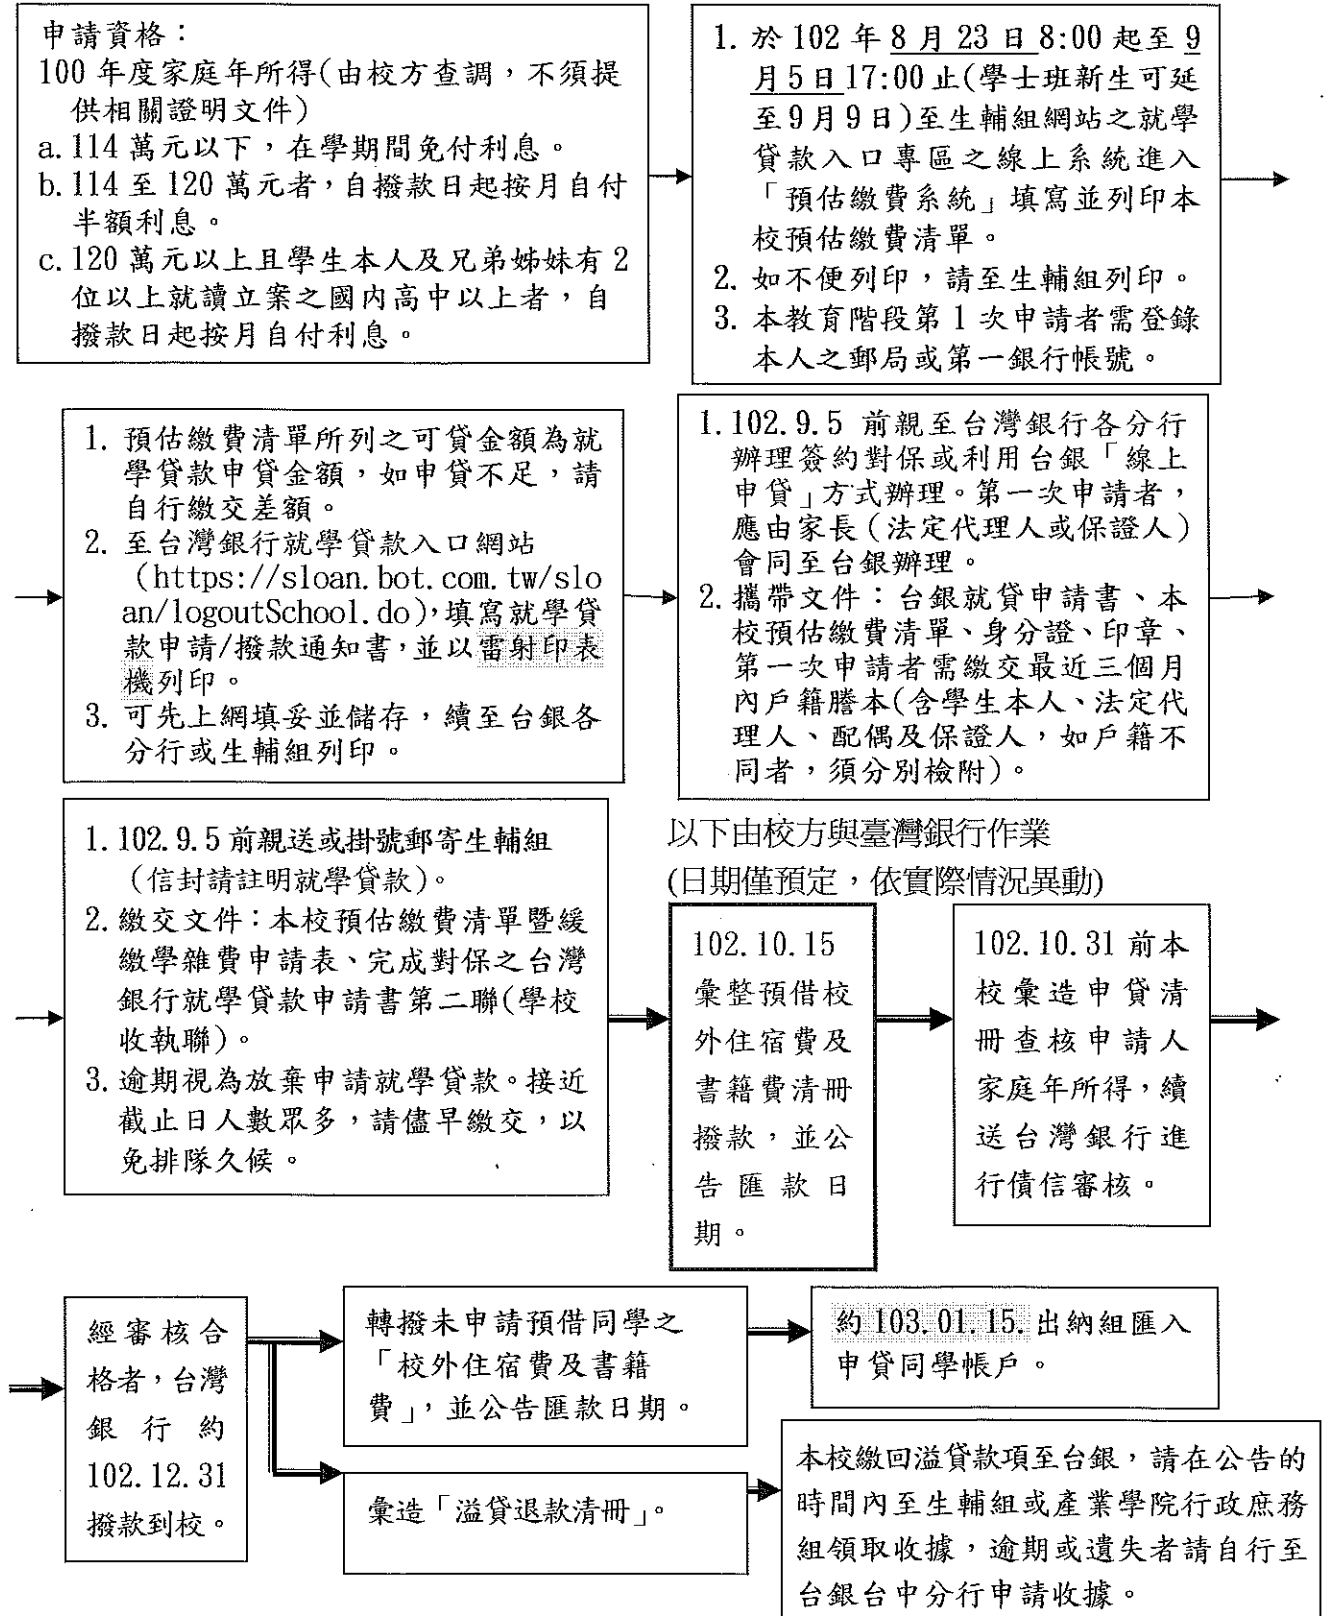 申請資格：
100 年度家庭年所得(由校方查調，不須提
供相關證明文件)
a. 114 萬元以下，在學期間免付利息。
b. 114 至 120 萬元者，自撥款日起按月自付
半額利息。
c. 120 萬元以上且學生本人及兄弟姊妹有 2
位以上就讀立案之國內高中以上者，自
撥款日起按月自付利息。
1. 於 102 年 8 月 23 日 8:00 起至 9
月 5 日 17:00 止(學士班新生可延
至 9 月 9 日)至生輔組網站之就學
貸款入口專區之線上系統進入
「預估繳費系統」填寫並列印本
校預估繳費清單。
2. 如不便列印，請至生輔組列印。
3. 本教育階段第 1 次申請者需登錄
本人之郵局或第一銀行帳號。
1. 預估繳費清單所列之可貸金額為就
學貸款申貸金額，如申貸不足，請
自行繳交差額。
2. 至台灣銀行就學貸款入口網站
(https://sloan.bot.com.tw/slo
an/logoutSchool.do)，填寫就學貸
款申請/撥款通知書，並以雷射印表
機列印。
3. 可先上網填妥並儲存，續至台銀各
分行或生輔組列印。
1. 102.9.5 前親至台灣銀行各分行
辦理簽約對保或利用台銀「線上
申貸」方式辦理。第一次申請者，
應由家長（法定代理人或保證人）
會同至台銀辦理。
2. 攜帶文件：台銀就貸申請書、本
校預估繳費清單、身分證、印章、
第一次申請者需繳交最近三個月
內戶籍謄本(含學生本人、法定代
理人、配偶及保證人，如戶籍不
同者，須分別檢附)。
1. 102.9.5 前親送或掛號郵寄生輔組
（信封請註明就學貸款）。
2. 繳交文件：本校預估繳費清單暨緩
繳學雜費申請表、完成對保之台灣
銀行就學貸款申請書第二聯(學校
收執聯)。
3. 逾期視為放棄申請就學貸款。接近
截止日人數眾多，請儘早繳交，以
免排隊久候。
以下由校方與臺灣銀行作業
(日期僅預定，依實際情況異動)
102.10.15
彙整預借校
外住宿費及
書籍費清冊
撥款，並公
告匯款日
期。
102.10.31 前本
校彙造申貸清
冊查核申請人
家庭年所得，續
送台灣銀行進
行債信審核。
經審核合
格者，台灣
銀行約
102.12.31
撥款到校。
轉撥未申請預借同學之
「校外住宿費及書籍
費」，並公告匯款日期。
約 103.01.15. 出納組匯入
申貸同學帳戶。
彙造「溢貸退款清冊」。
本校繳回溢貸款項至台銀，請在公告的
時間內至生輔組或產業學院行政庶務
組領取收據，逾期或遺失者請自行至
台銀台中分行申請收據。